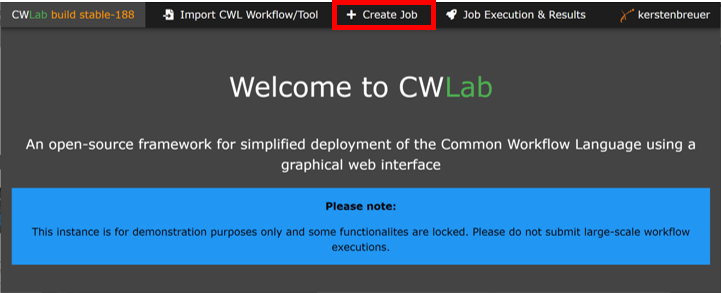 CWLab build stable-188 Import CWL Workflow/Tool Create Job Job Execution & Results kerstenbreuer
Welcome to CWLab
An open-source framework for simplified deployment of the Common Workflow Language using a
graphical web interface
Please note:
This instance is for demonstration purposes only and some functionalites are locked. Please do not submit large-scale workflow
executions.